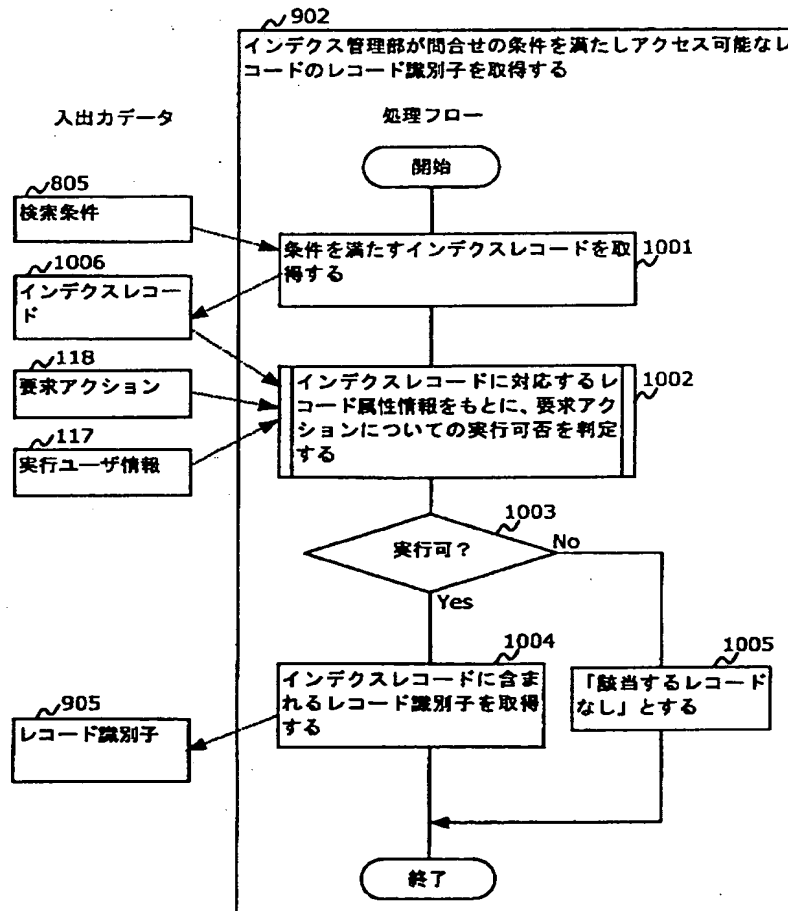 902
インデクス管理部が問合せの条件を満たしアクセス可能なレ
コードのレコード識別子を取得する
入出力データ
処理フロー
開始
805
検索条件
条件を満たすインデクスレコードを取
得する
1001
1006
インデクスレコー
ド
118
要求アクション
インデクスレコードに対応するレ
コード属性情報をもとに、要求アク
ションについての実行可否を判定
する
1002
117
実行ユーザ情報
1003
実行可？
No
Yes
1004
インデクスレコードに含ま
れるレコード識別子を取得
する
1005
「該当するレコード
なし」とする
905
レコード識別子
終了